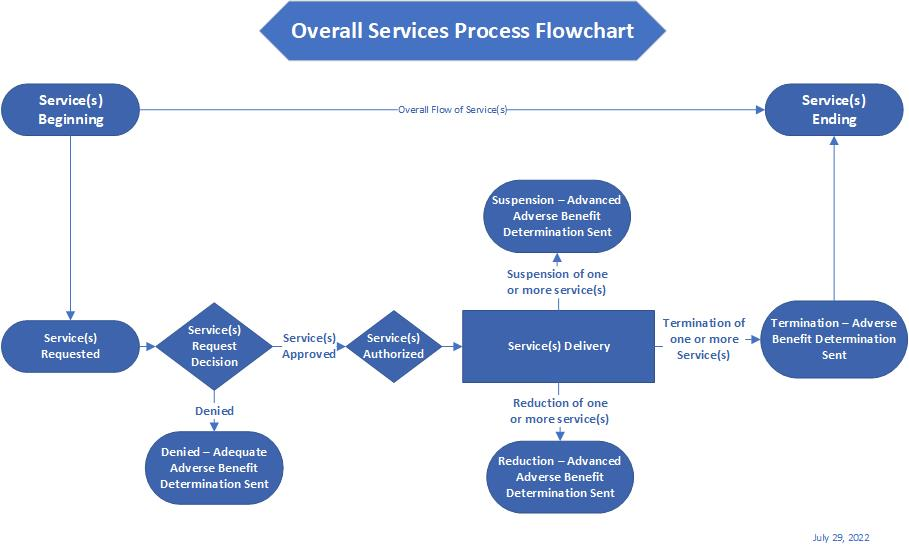 Overall Services Process Flowchart
Service(s)
Beginning
Overall Flow of Service(s)
Service(s)
Ending
Suspension – Advanced
Adverse Benefit
Determination Sent
Suspension of one
or more service(s)
Service(s)
Requested
Service(s)
Request
Decision
Service(s)
Approved
Service(s)
Authorized
Service(s) Delivery
Termination of
one or more
Service(s)
Termination – Adverse
Benefit Determination
Sent
Denied
Denied – Adequate
Adverse Benefit
Determination Sent
Reduction of one
or more service(s)
Reduction – Advanced
Adverse Benefit
Determination Sent
July 29, 2022